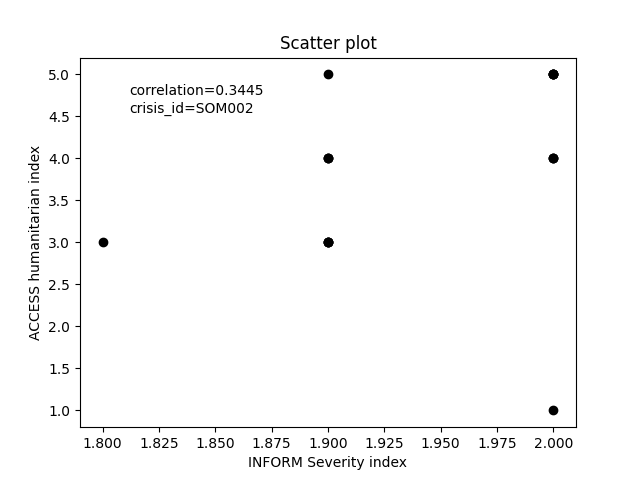 Scatter plot
correlation=0.3445
crisis_id=SOM002
5.0
4.5
4.0
3.5
3.0
2.5
2.0
1.5
1.0
ACCESS humanitarian index
1.800 1.825 1.850 1.875 1.900 1.925 1.950 1.975 2.000
INFORM Severity index